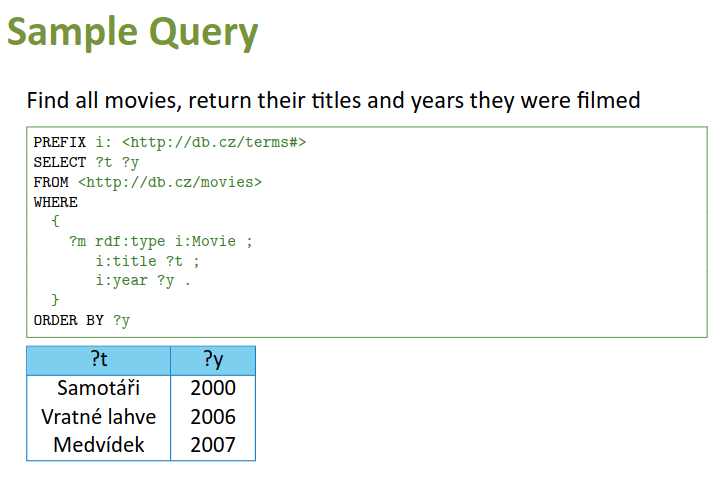 Sample Query
Find all movies, return their titles and years they were filmed
PREFIX i: <http://db.cz/terms#>
SELECT ?t ?y
FROM <http://db.cz/movies>
WHERE
{
?m rdf:type i:Movie ;
i:title ?t ;
i:year ?y .
}
ORDER BY ?y
?t ?y
Samotáři 2000
Vratné lahve 2006
Medvídek 2007